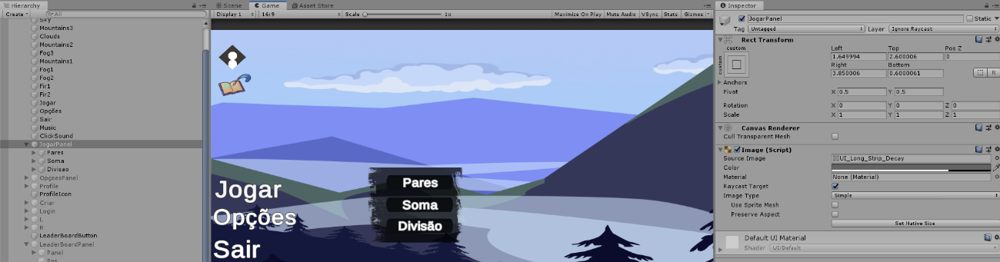 Hierarchy
Create
All
Sky
Mountains3
Clouds
Mountains2
Fog3
Mountains1
Fog1
Fog2
Fir1
Fir2
Jogar
Opções
Sair
Music
ClickSound
JogarPanel
Pares
Soma
Divisao
OpçoesPanel
Profile
ProfileIcon
Criar
Login
L
R
LeaderBoardButton
LeaderBoardPanel
Panel
Pos
Scene Game Asset Store
Display 1 16:9 Scale 1x Maximize On Play Mute Audio VSync Stats Gizmos
Jogar
Opções
Sair
Pares
Soma
Divisão
Inspector
JogarPanel Static
Tag Untagged Layer Ignore Raycast
Rect Transform
custom
custom
Left Top Pos Z
1.649994 2.600006 0
Right Bottom
3.850006 0.6000061
R
Anchors
Pivot X 0.5 Y 0.5
Rotation X 0 Y 0 Z 0
Scale X 1 Y 1 Z 1
Canvas Renderer
Cull Transparent Mesh
Image (Script)
Source Image UI_Long_Strip_Decay
Color
Material None (Material)
Raycast Target
Image Type Simple
Use Sprite Mesh
Preserve Aspect
Set Native Size
Default UI Material
Shader UI/Default